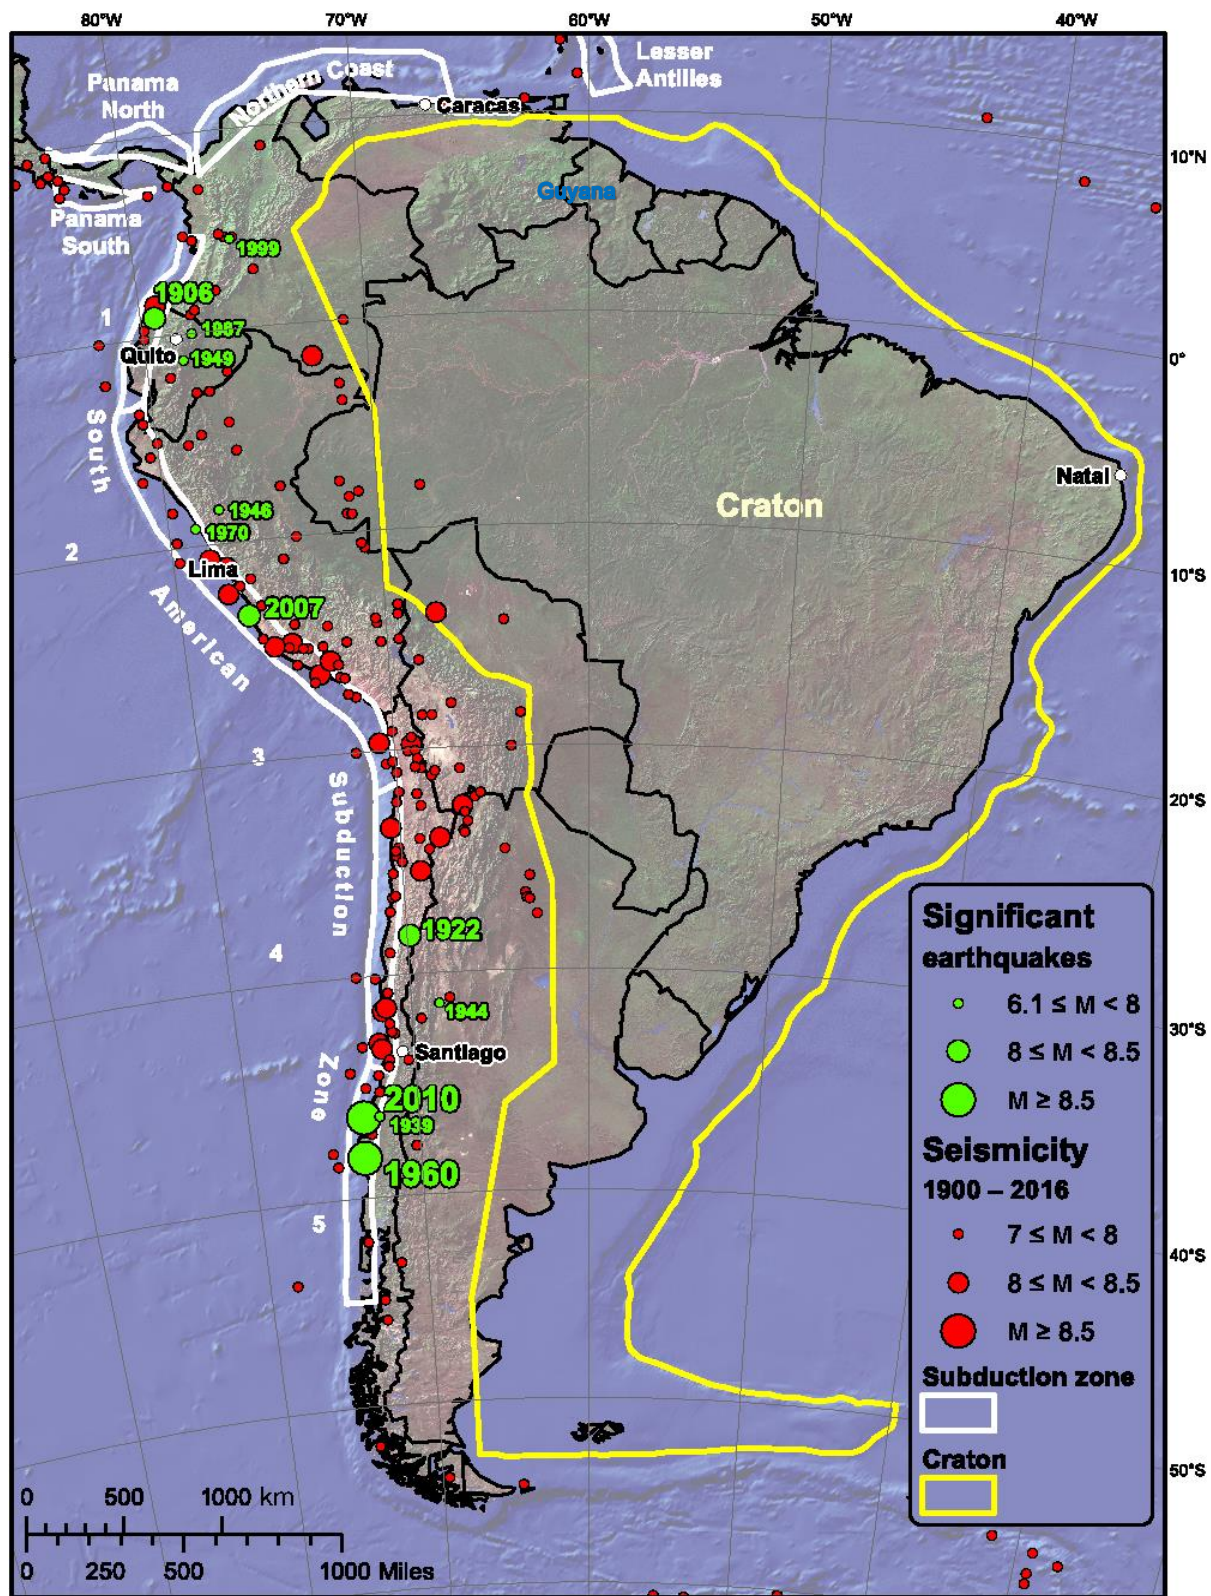 80°W
70°W
60°W
50°W
40°W
Lesser
Antilles
Panama
North
Northern Coast
Caracas
10°N
Guyana
Panama
South
1999
1906
1
1987
Quito
1949
0°
South
Natal
Craton
1946
1970
2
Lima
10°S
American
2007
3
Subduction
20°S
Significant
earthquakes
1922
4
6.1 ≤ M < 8
1944
30°S
Santiago
8 ≤ M < 8.5
Zone
2010
M ≥ 8.5
1939
Seismicity
1960
1900 – 2016
5
7 ≤ M < 8
40°S
8 ≤ M < 8.5
M ≥ 8.5
Subduction zone
Craton
50°S
0 500 1000 km
0 250 500 1000 Miles